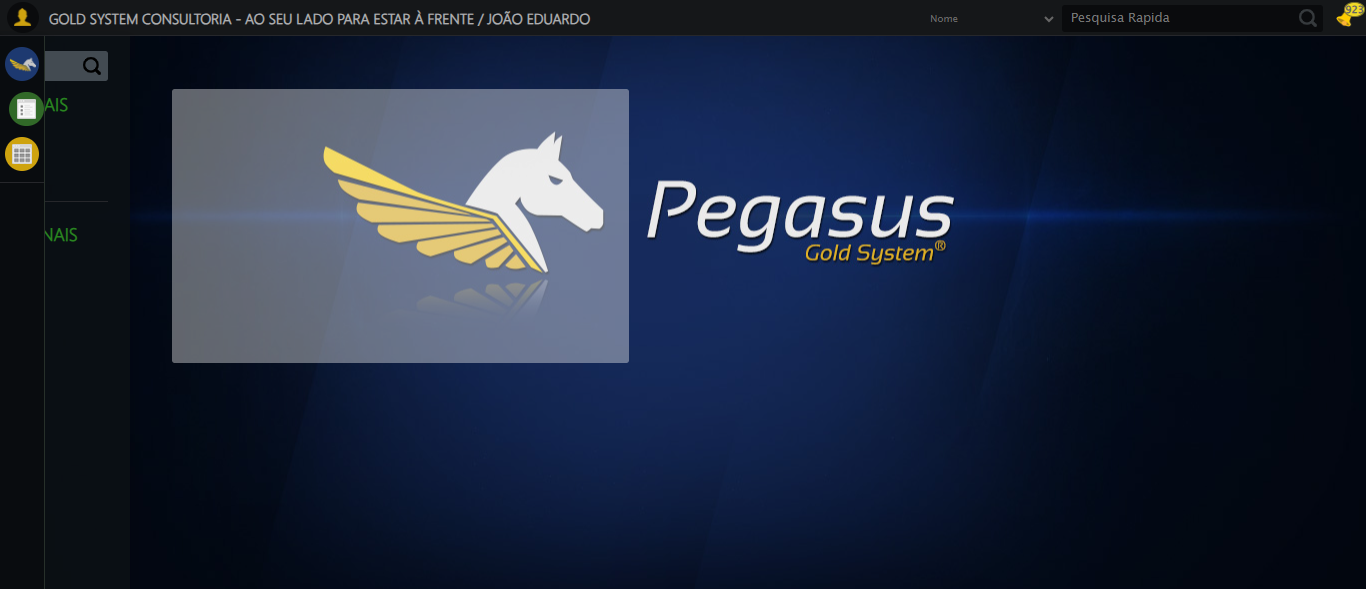 GOLD SYSTEM CONSULTORIA - AO SEU LADO PARA ESTAR À FRENTE / JOÃO EDUARDO
Nome
Pesquisa Rapida
923
AIS
NAIS
Pegasus
Gold System®